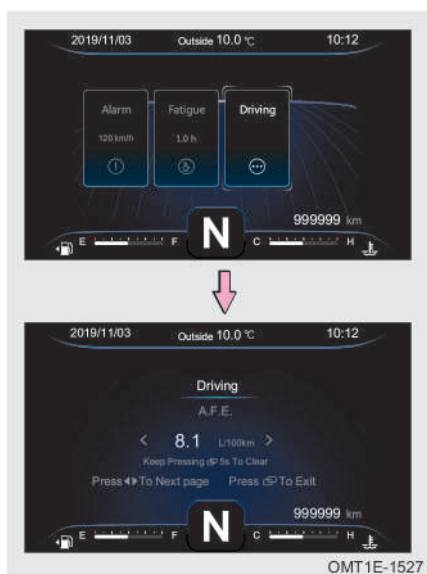 2019/11/03 Outside 10.0 ℃ 10:12
Alarm Fatigue Driving
120 km/h 1.0 h
999999 km
E F N C H
2019/11/03 Outside 10.0 ℃ 10:12
Driving
A.F.E.
< 8.1 L/100km >
Keep Pressing 5s To Clear
Press ◀▶ To Next page Press To Exit
999999 km
E F N C H
OMT1E-1527